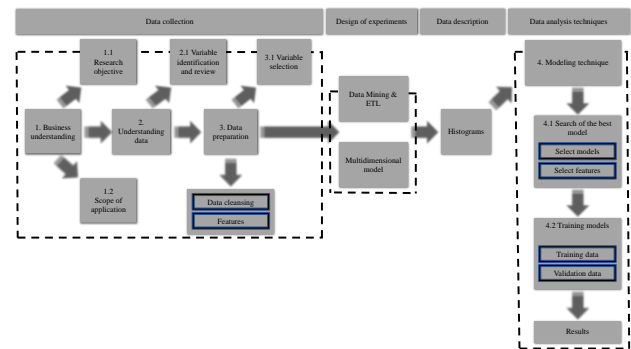 Data collection
Design of experiments
Data description
Data analysis techniques
1.1
Research
objective
2.1 Variable
identification
and review
3.1 Variable
selection
1. Business
understanding
2.
Understanding
data
3. Data
preparation
1.2
Scope of
application
Data cleansing
Features
Data Mining &
ETL
Multidimensional
model
Histograms
4. Modeling technique
4.1 Search of the best
model
Select models
Select features
4.2 Training models
Training data
Validation data
Results